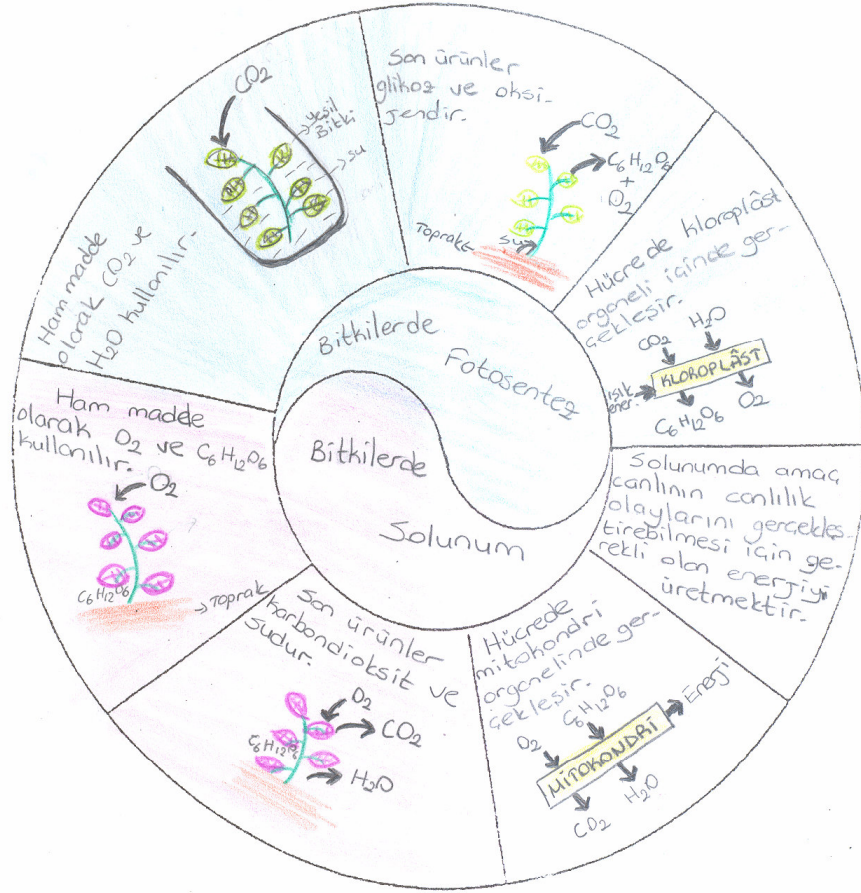 Bitkilerde
Fotosentez
Ham madde
olarak CO2 ve
H2O kullanılır.
CO2
yeşil
Bitki
su
Son ürünler
glikoz ve oksi-
jendir.
CO2
C6H12O6
+
O2
Toprak
su
Hücrede kloroplâst
organeli içinde ger-
çekleşir.
CO2
H2O
Işık
ener.
KLOROPLÂST
C6H12O6
O2
Bitkilerde
Solunum
Ham madde
olarak O2 ve C6H12O6
kullanılır.
O2
C6H12O6
Toprak
Son ürünler
karbondioksit ve
sudur.
O2
CO2
C6H12O6
H2O
Hücrede
mitokondri
organelinde ger-
çekleşir.
O2
C6H12O6
Enerji
MİTOKONDRİ
CO2
H2O
Solunumda amaç
canlının canlılık
olaylarını gerçekleş-
tirebilmesi için ge-
rekli olan enerjiyi
üretmektir.